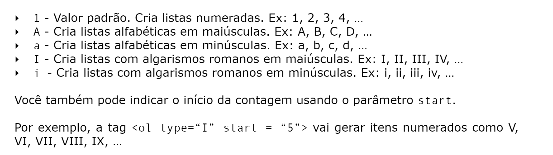 ‣ 1 - Valor padrão. Cria listas numeradas. Ex: 1, 2, 3, 4, …
‣ A - Cria listas alfabéticas em maiúsculas. Ex: A, B, C, D, …
‣ a - Cria listas alfabéticas em minúsculas. Ex: a, b, c, d, …
‣ I - Cria listas com algarismos romanos em maiúsculas. Ex: I, II, III, IV, …
‣ i - Cria listas com algarismos romanos em minúsculas. Ex: i, ii, iii, iv, …
Você também pode indicar o início da contagem usando o parâmetro start.
Por exemplo, a tag <ol type="I" start = "5"> vai gerar itens numerados como V,
VI, VII, VIII, IX, …